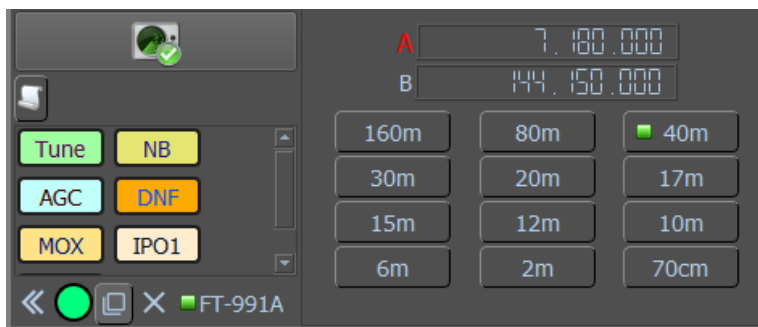 A 7.180.000
B 144.150.000
Tune NB
AGC DNF
MOX IPO1
FT-991A
160m 80m 40m
30m 20m 17m
15m 12m 10m
6m 2m 70cm